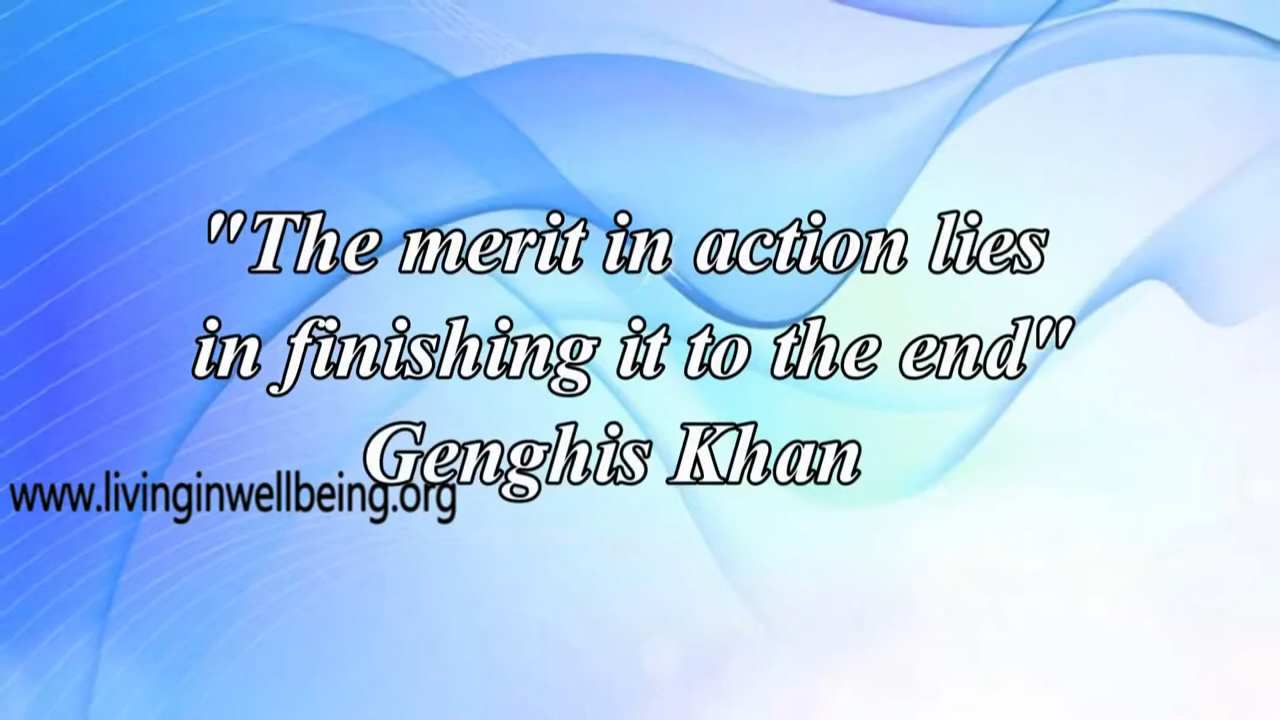 "The merit in action lies
in finishing it to the end"
Genghis Khan
www.livinginwellbeing.org